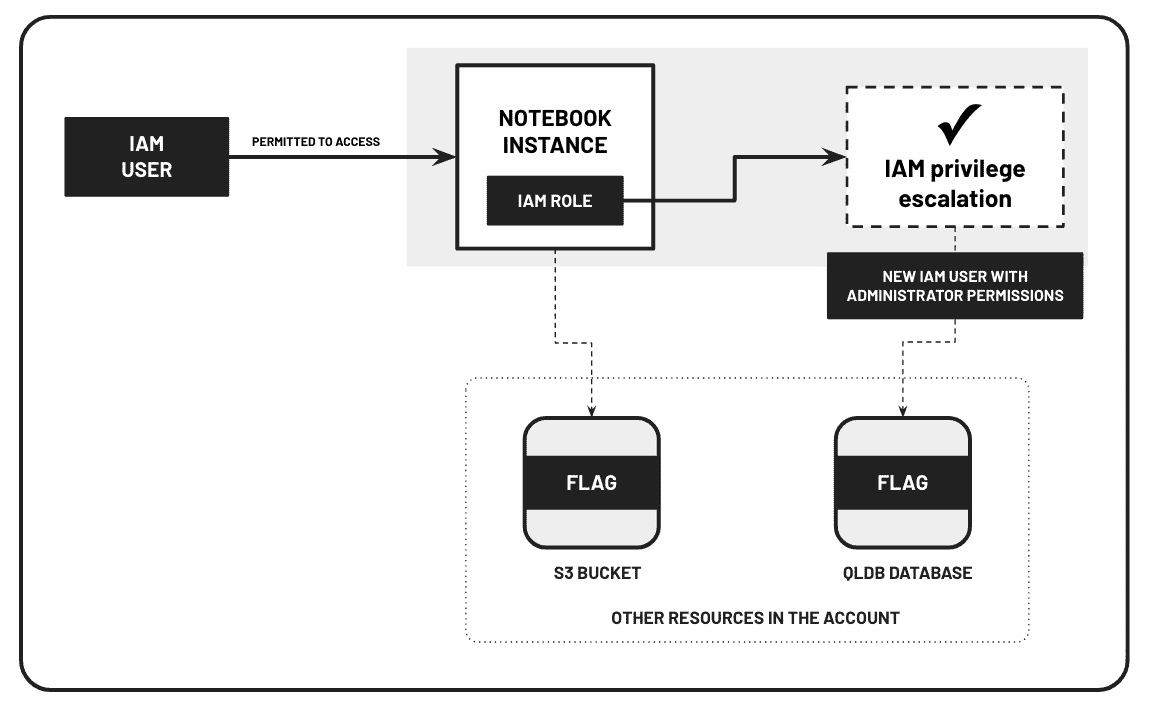 IAM
USER
PERMITTED TO ACCESS
NOTEBOOK
INSTANCE
IAM ROLE
IAM privilege
escalation
NEW IAM USER WITH
ADMINISTRATOR PERMISSIONS
FLAG
FLAG
S3 BUCKET
QLDB DATABASE
OTHER RESOURCES IN THE ACCOUNT